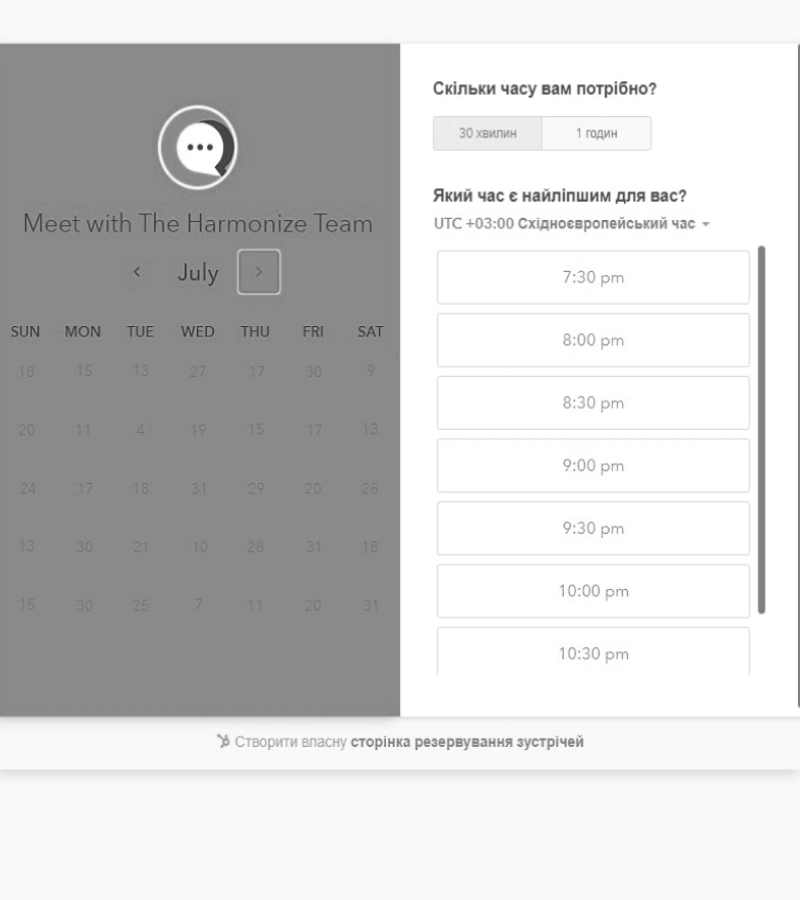 Meet with The Harmonize Team
July
SUN MON TUE WED THU FRI SAT
18 15 13 27 17 30 9
20 11 4 19 15 17 13
24 17 18 31 29 20 28
13 30 21 10 28 31 18
15 30 25 7 11 20 31
Скільки часу вам потрібно?
30 хвилин 1 годин
Який час є найліпшим для вас?
UTC +03:00 Східноєвропейський час
7:30 pm
8:00 pm
8:30 pm
9:00 pm
9:30 pm
10:00 pm
10:30 pm
Створити власну сторінка резервування зустрічей